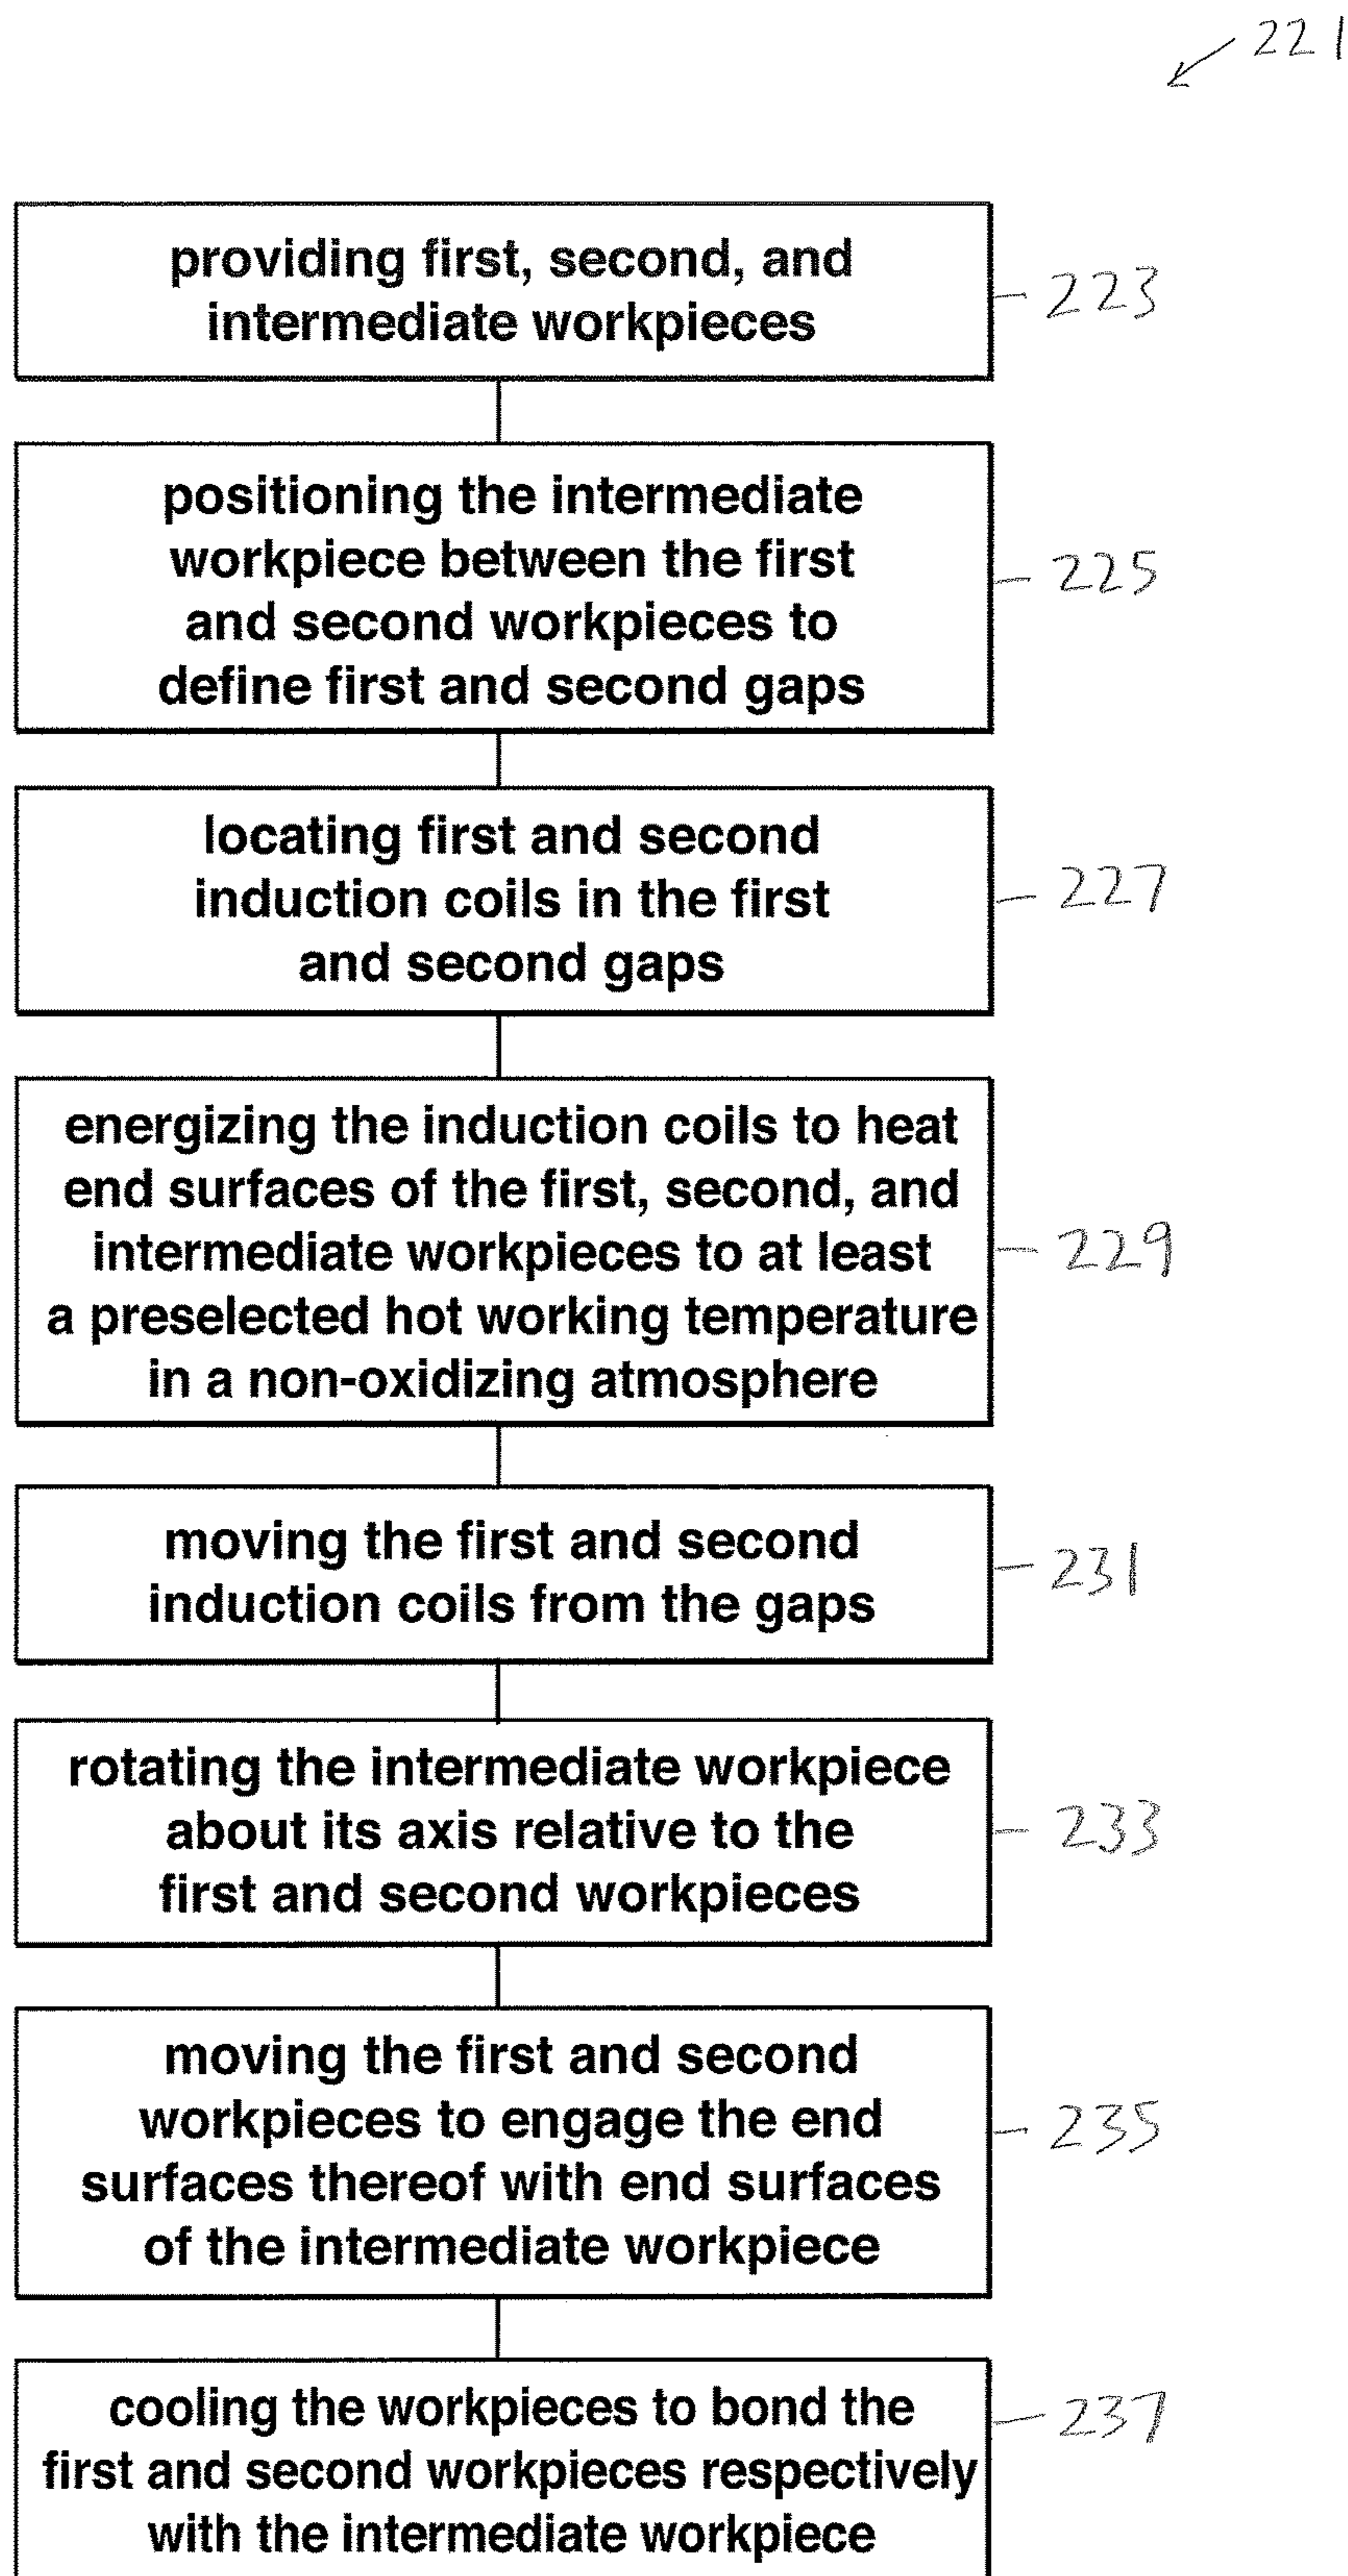 221
providing first, second, and
intermediate workpieces
223
positioning the intermediate
workpiece between the first
and second workpieces to
define first and second gaps
225
locating first and second
induction coils in the first
and second gaps
227
energizing the induction coils to heat
end surfaces of the first, second, and
intermediate workpieces to at least
a preselected hot working temperature
in a non-oxidizing atmosphere
229
moving the first and second
induction coils from the gaps
231
rotating the intermediate workpiece
about its axis relative to the
first and second workpieces
233
moving the first and second
workpieces to engage the end
surfaces thereof with end surfaces
of the intermediate workpiece
235
cooling the workpieces to bond the
first and second workpieces respectively
with the intermediate workpiece
237